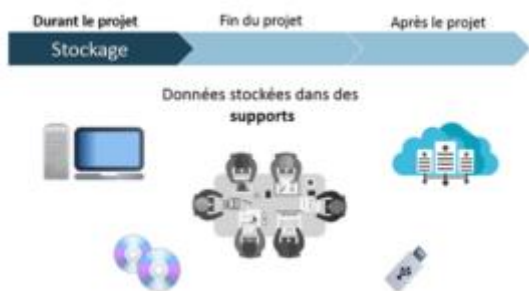 Durant le projet
Fin du projet
Après le projet
Stockage
Données stockées dans des
supports